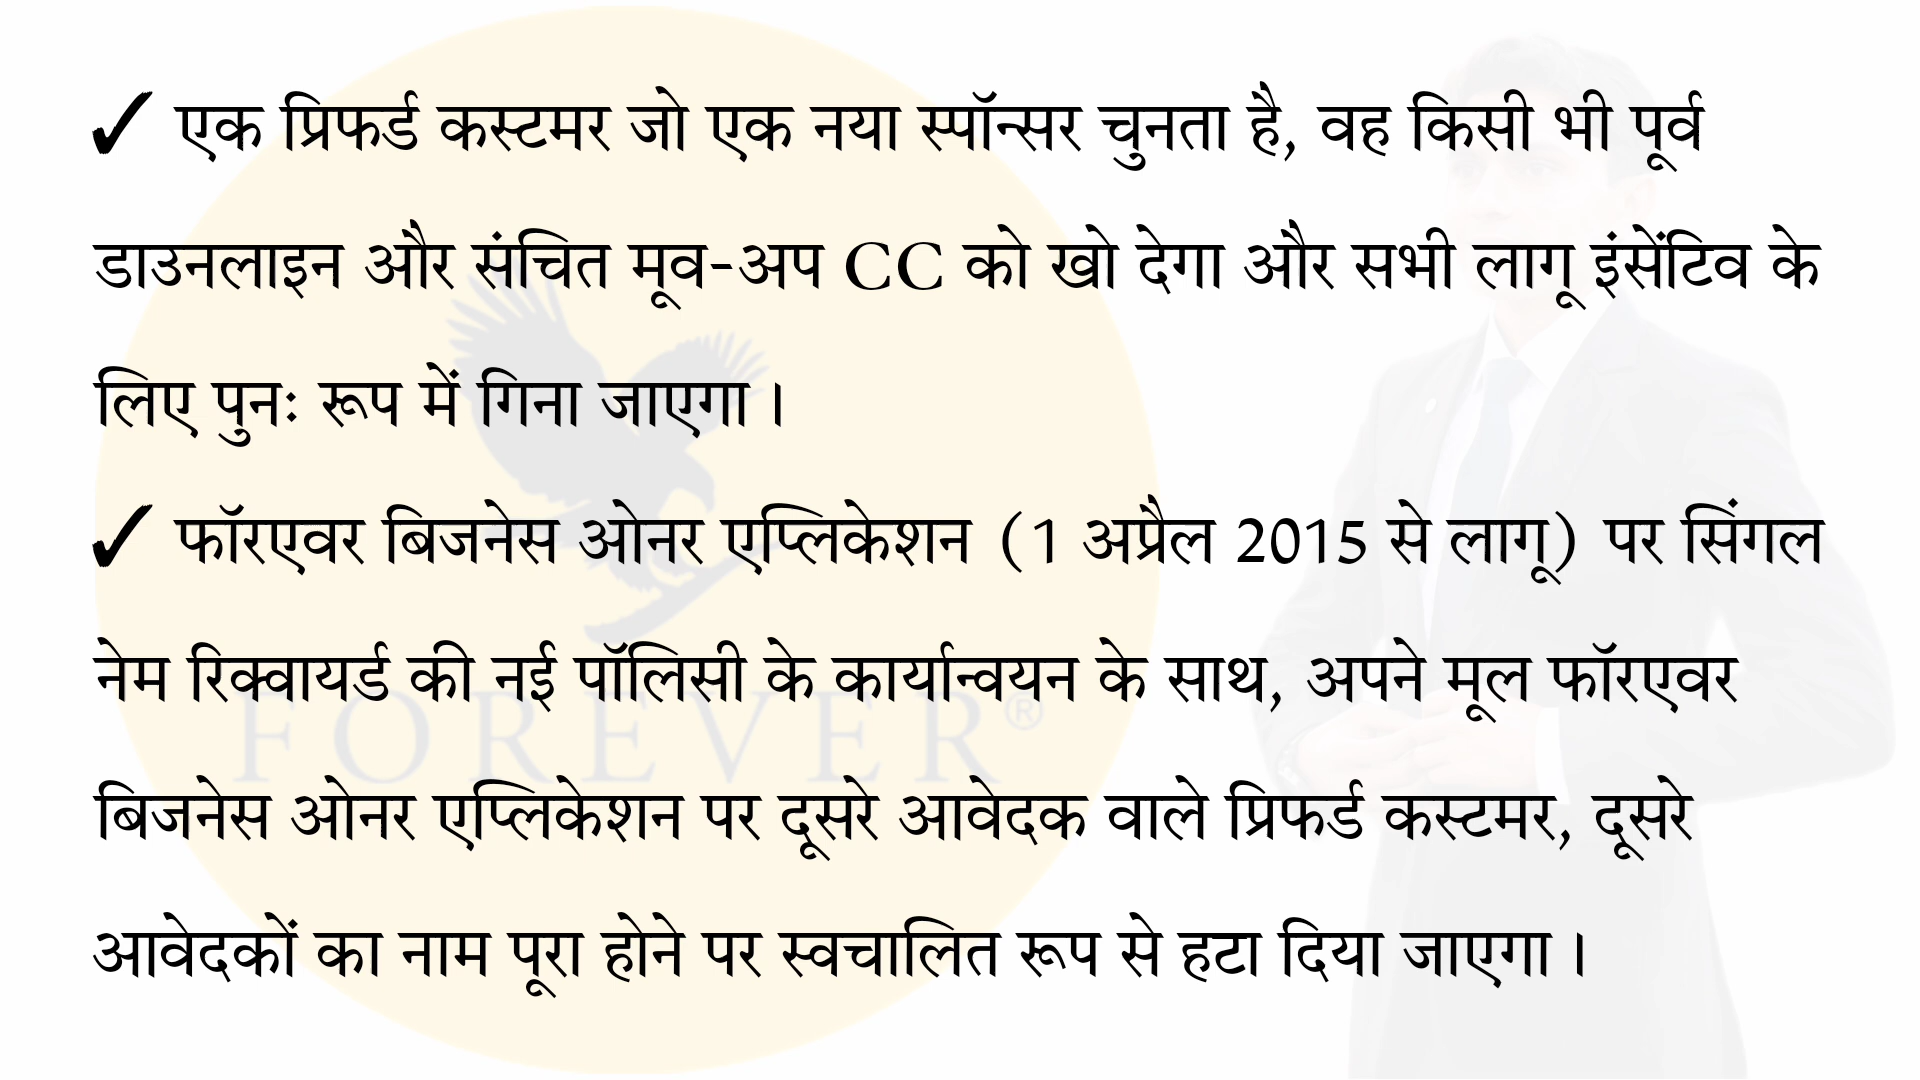 ✓ एक प्रिफर्ड कस्टमर जो एक नया स्पॉन्सर चुनता है, वह किसी भी पूर्व
डाउनलाइन और संचित मूव-अप CC को खो देगा और सभी लागू इंसेंटिव के
लिए पुनः रूप में गिना जाएगा।
✓ फॉरएवर बिजनेस ओनर एप्लिकेशन (1 अप्रैल 2015 से लागू) पर सिंगल
नेम रिक्वायर्ड की नई पॉलिसी के कार्यान्वयन के साथ, अपने मूल फॉरएवर
बिजनेस ओनर एप्लिकेशन पर दूसरे आवेदक वाले प्रिफर्ड कस्टमर, दूसरे
आवेदकों का नाम पूरा होने पर स्वचालित रूप से हटा दिया जाएगा।
FOREVER®